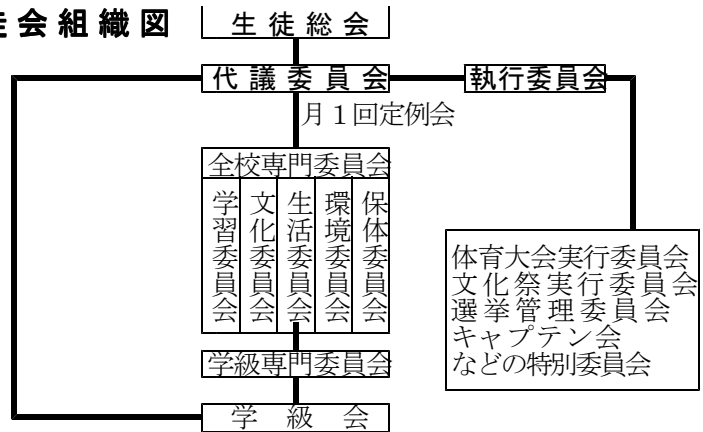 徒会組織図
生徒総会
代議委員会
執行委員会
月1回定例会
全校専門委員会
学習委員会
文化委員会
生活委員会
環境委員会
保体委員会
体育大会実行委員会
文化祭実行委員会
選挙管理委員会
キャプテン会
などの特別委員会
学級専門委員会
学級会